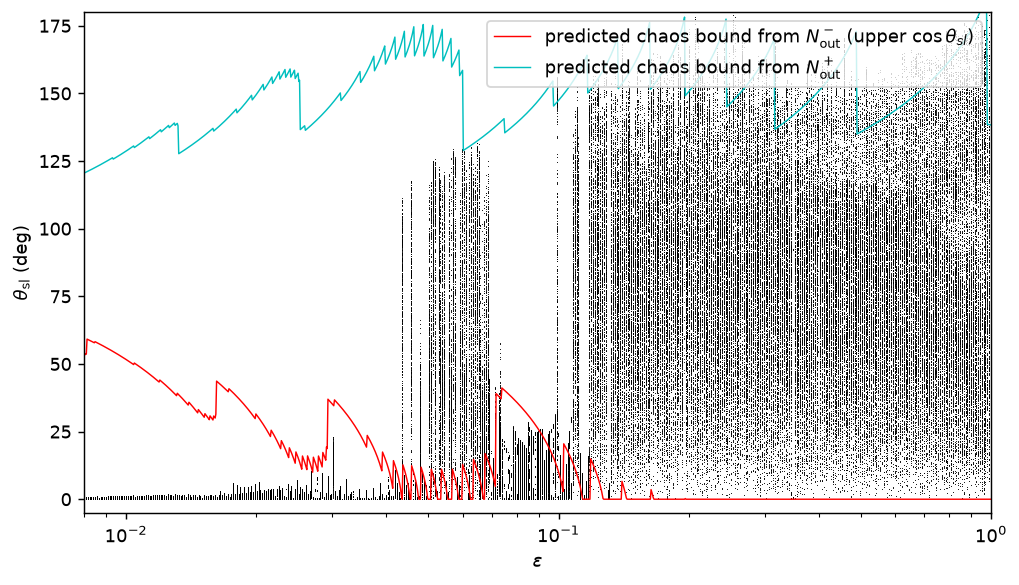 predicted chaos bound from N_out^− (upper cos θ_sl)
predicted chaos bound from N_out^+
θ_sl (deg)
175
150
125
100
75
50
25
0
10^−2
10^−1
10^0
ε